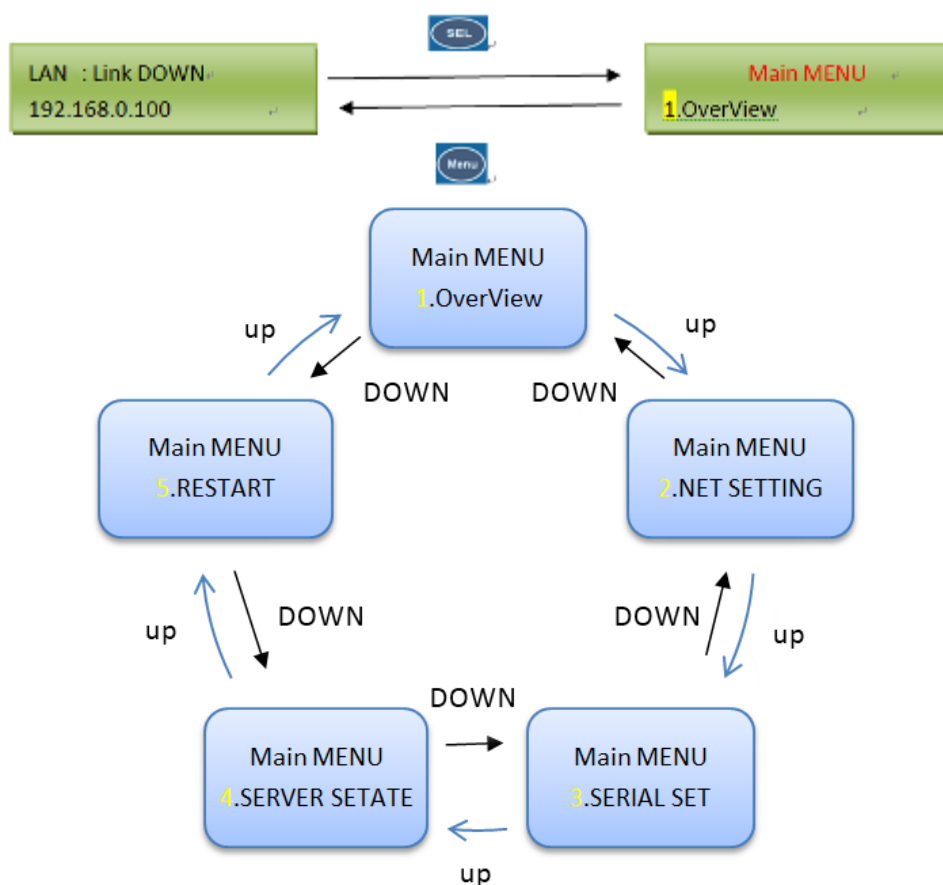 SEL
LAN : Link DOWN
192.168.0.100
Main MENU
1.OverView
Menu
Main MENU
1.OverView
up
up
DOWN
DOWN
Main MENU
5.RESTART
Main MENU
2.NET SETTING
DOWN
up
DOWN
up
DOWN
Main MENU
4.SERVER SETATE
Main MENU
3.SERIAL SET
up